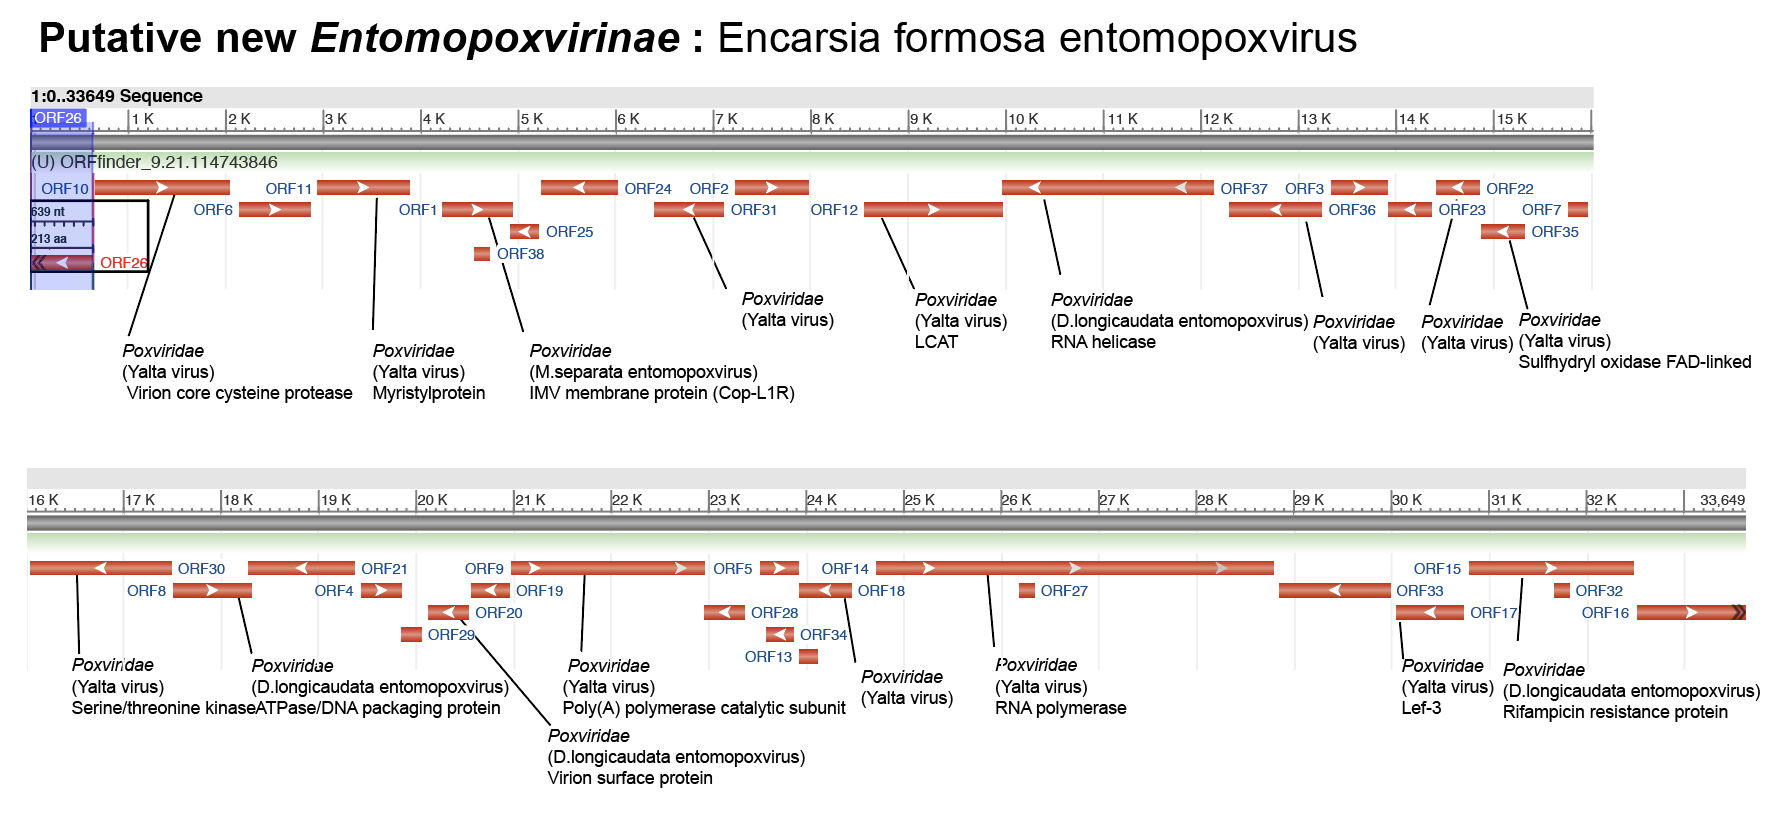 Putative new Entomopoxvirinae : Encarsia formosa entomopoxvirus
1:0..33649 Sequence
ORF26 1 K 2 K 3 K 4 K 5 K 6 K 7 K 8 K 9 K 10 K 11 K 12 K 13 K 14 K 15 K
(U) ORFfinder_9.21.114743846
ORF10 ORF11 ORF24 ORF2 ORF37 ORF3 ORF22
639 nt ORF6 ORF1 ORF31 ORF12 ORF36 ORF23 ORF7
213 aa ORF25 ORF35
ORF26 ORF38
Poxviridae
(Yalta virus)
Virion core cysteine protease
Poxviridae
(Yalta virus)
Myristylprotein
Poxviridae
(M.separata entomopoxvirus)
IMV membrane protein (Cop-L1R)
Poxviridae
(Yalta virus)
Poxviridae
(Yalta virus)
LCAT
Poxviridae
(D.longicaudata entomopoxvirus)
RNA helicase
Poxviridae
(Yalta virus)
Poxviridae
(Yalta virus)
Poxviridae
(Yalta virus)
Sulfhydryl oxidase FAD-linked
16 K 17 K 18 K 19 K 20 K 21 K 22 K 23 K 24 K 25 K 26 K 27 K 28 K 29 K 30 K 31 K 32 K 33,649
ORF30 ORF21 ORF9 ORF5 ORF14 ORF15
ORF8 ORF4 ORF19 ORF18 ORF27 ORF33 ORF32
ORF20 ORF28 ORF17 ORF16
ORF29 ORF34
ORF13
Poxviridae
(Yalta virus)
Serine/threonine kinase
Poxviridae
(D.longicaudata entomopoxvirus)
ATPase/DNA packaging protein
Poxviridae
(D.longicaudata entomopoxvirus)
Virion surface protein
Poxviridae
(Yalta virus)
Poly(A) polymerase catalytic subunit
Poxviridae
(Yalta virus)
Poxviridae
(Yalta virus)
RNA polymerase
Poxviridae
(Yalta virus)
Lef-3
Poxviridae
(D.longicaudata entomopoxvirus)
Rifampicin resistance protein